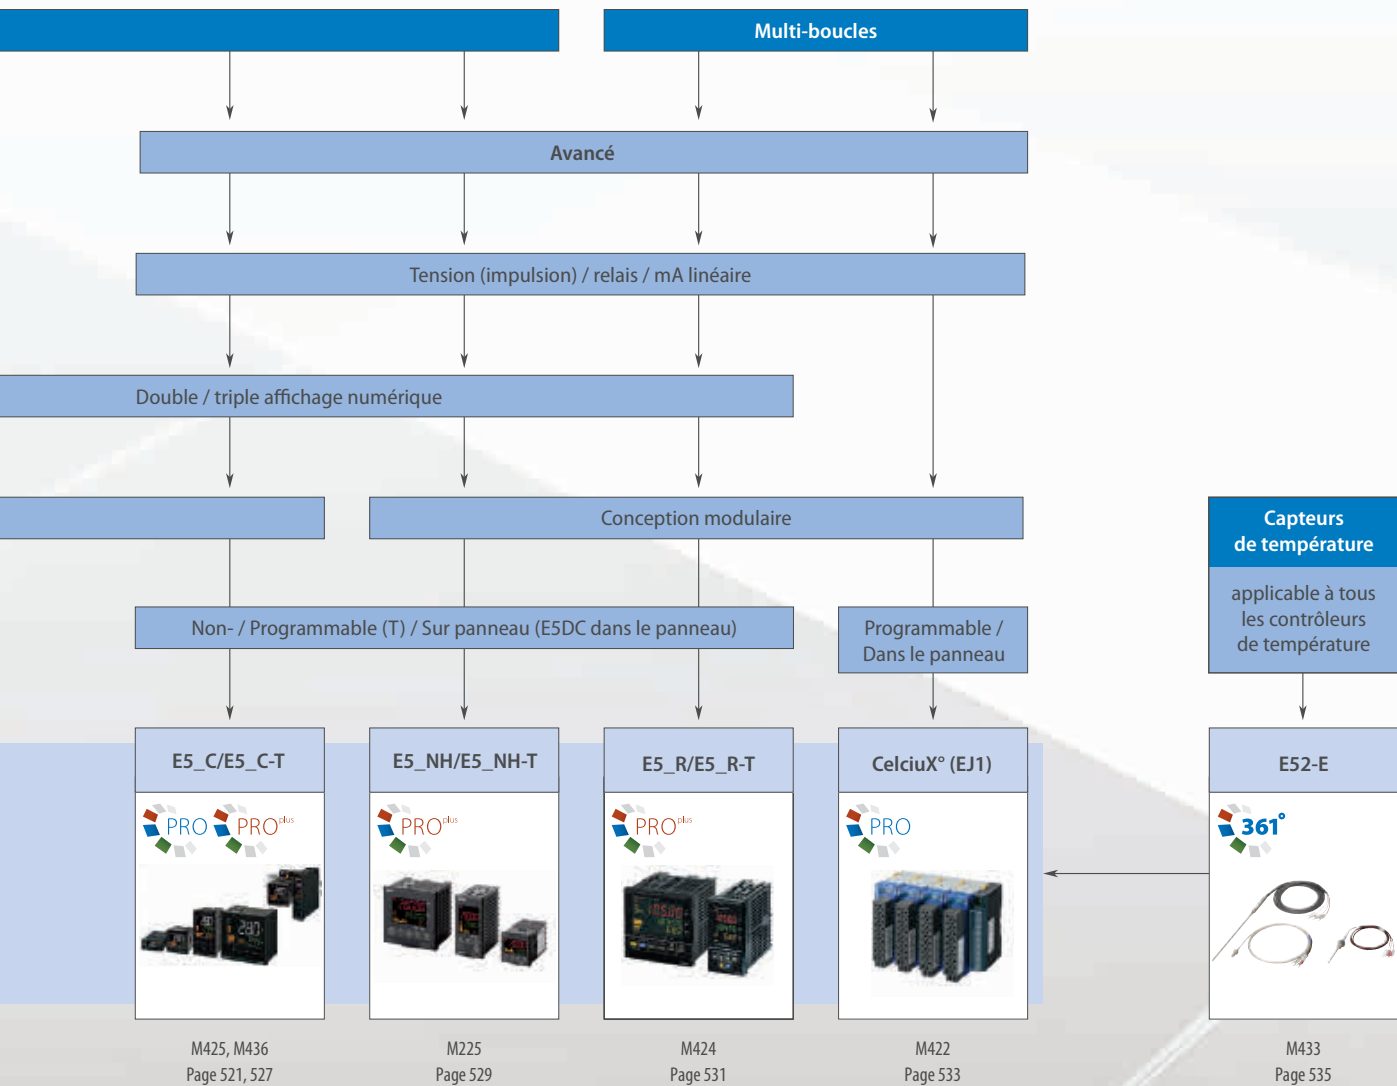 Multi-boucles
Avancé
Tension (impulsion) / relais / mA linéaire
Double / triple affichage numérique
Conception modulaire
Capteurs
de température
applicable à tous
les contrôleurs
de température
Non- / Programmable (T) / Sur panneau (E5DC dans le panneau)
Programmable /
Dans le panneau
E5_C/E5_C-T
E5_NH/E5_NH-T
E5_R/E5_R-T
CelciuX° (EJ1)
E52-E
PRO PROplus
PROplus
PROplus
PRO
361°
M425, M436
Page 521, 527
M225
Page 529
M424
Page 531
M422
Page 533
M433
Page 535